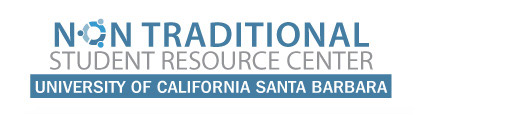 NON TRADITIONAL
STUDENT RESOURCE CENTER
UNIVERSITY OF CALIFORNIA SANTA BARBARA